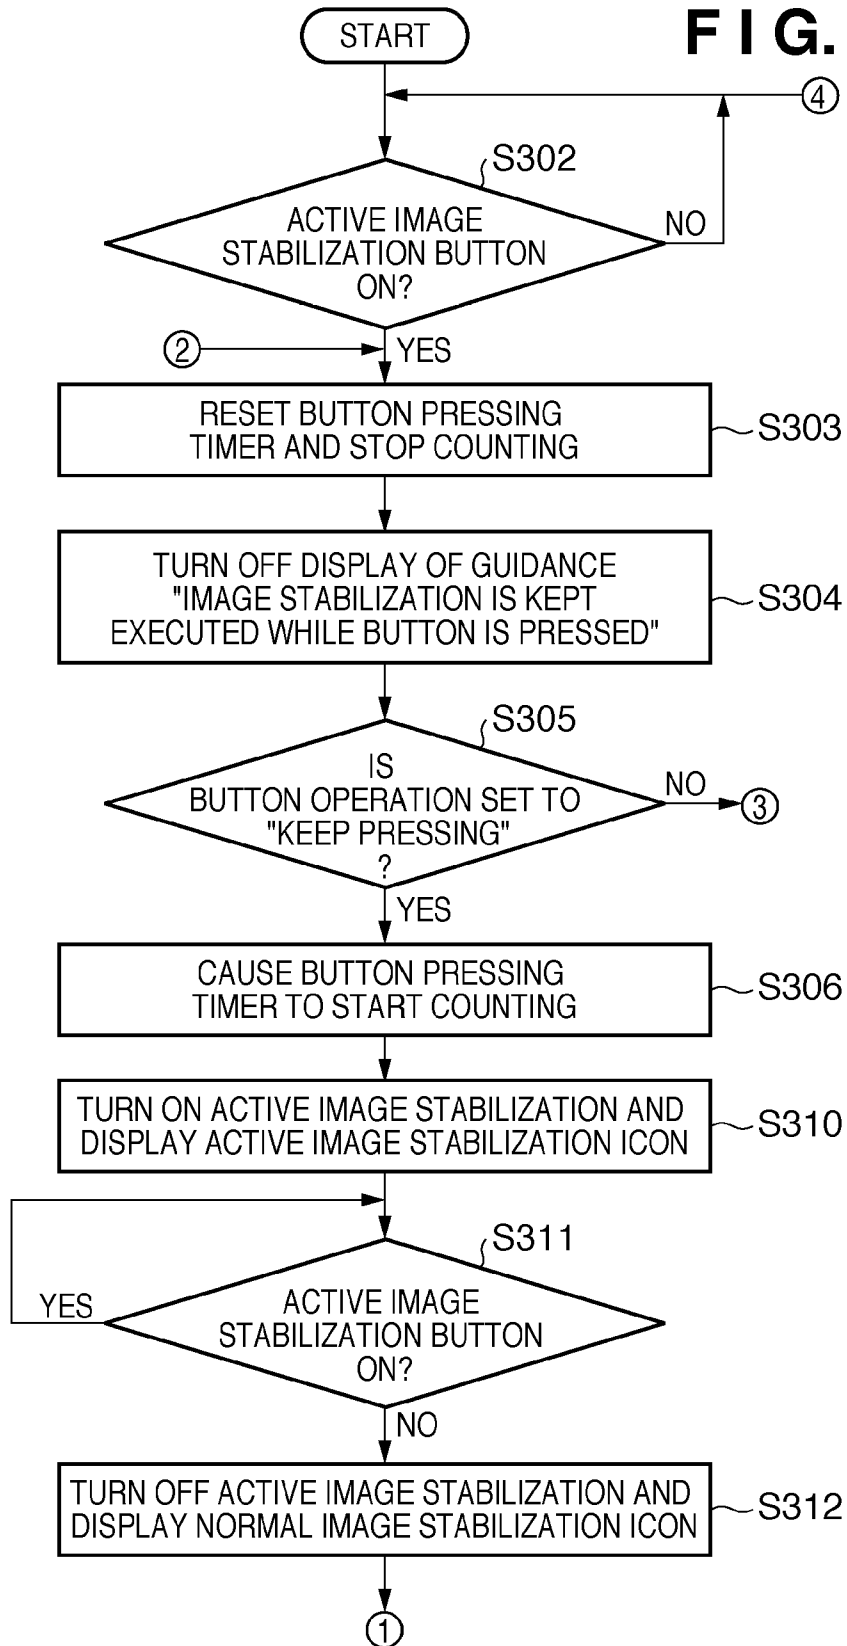 START
FIG.
4
S302
ACTIVE IMAGE
STABILIZATION BUTTON
ON?
NO
2
YES
RESET BUTTON PRESSING
TIMER AND STOP COUNTING
S303
TURN OFF DISPLAY OF GUIDANCE
"IMAGE STABILIZATION IS KEPT
EXECUTED WHILE BUTTON IS PRESSED"
S304
S305
IS
BUTTON OPERATION SET TO
"KEEP PRESSING"
?
NO
3
YES
CAUSE BUTTON PRESSING
TIMER TO START COUNTING
S306
TURN ON ACTIVE IMAGE STABILIZATION AND
DISPLAY ACTIVE IMAGE STABILIZATION ICON
S310
S311
YES
ACTIVE IMAGE
STABILIZATION BUTTON
ON?
NO
TURN OFF ACTIVE IMAGE STABILIZATION AND
DISPLAY NORMAL IMAGE STABILIZATION ICON
S312
1